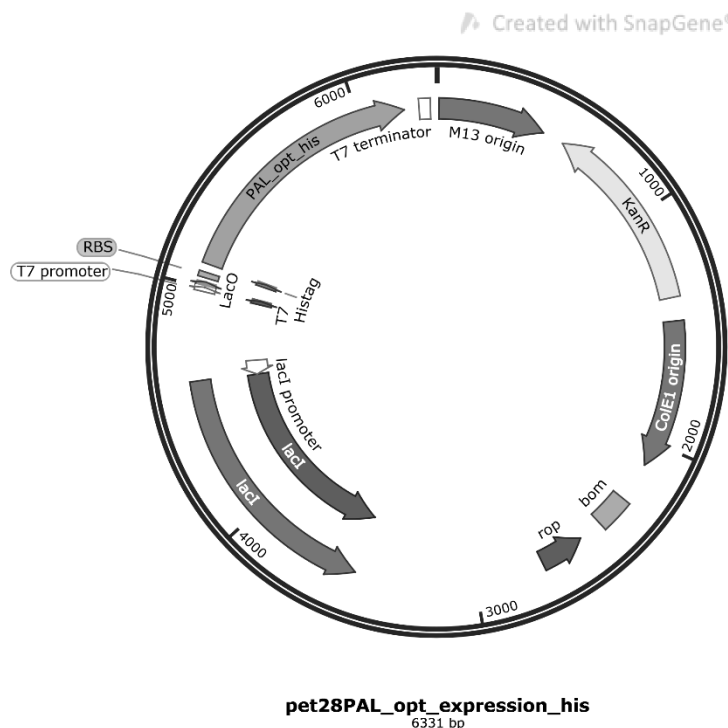 Created with SnapGene®
6000
T7 terminator
M13 origin
PAL_opt_his
KanR
1000
RBS
T7 promoter
5000
LacO
T7
Histag
lacI promoter
lacI
lacI
ColE1 origin
2000
bom
rop
4000
3000
pet28PAL_opt_expression_his
6331 bp